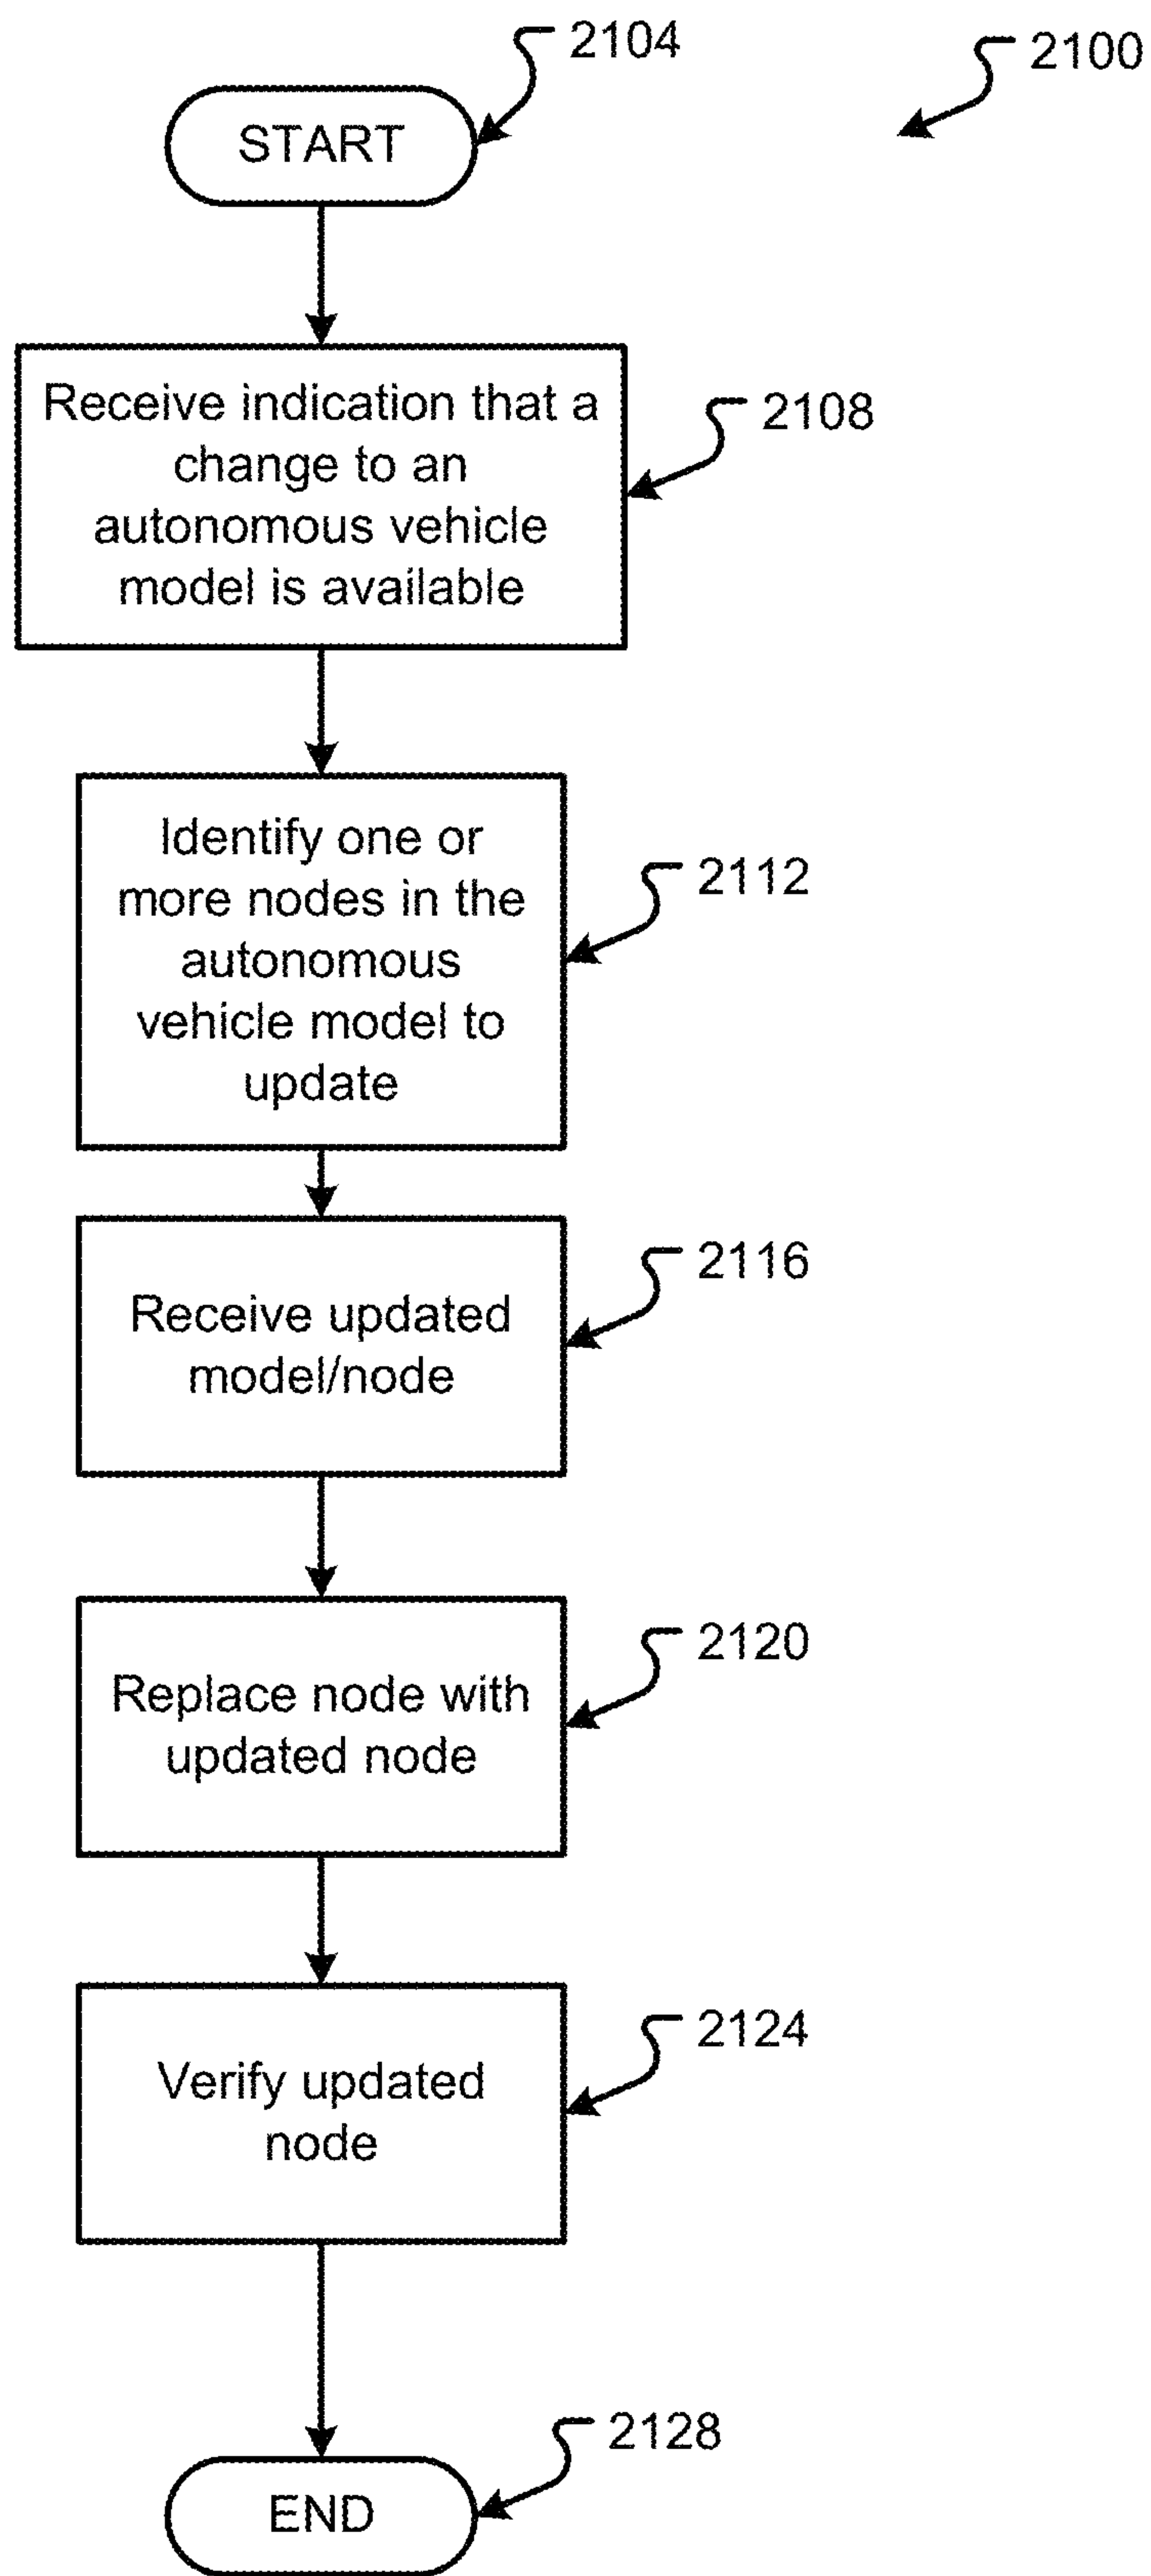 2104
2100
START
Receive indication that a
change to an
autonomous vehicle
model is available
2108
Identify one or
more nodes in the
autonomous
vehicle model to
update
2112
Receive updated
model/node
2116
Replace node with
updated node
2120
Verify updated
node
2124
END
2128